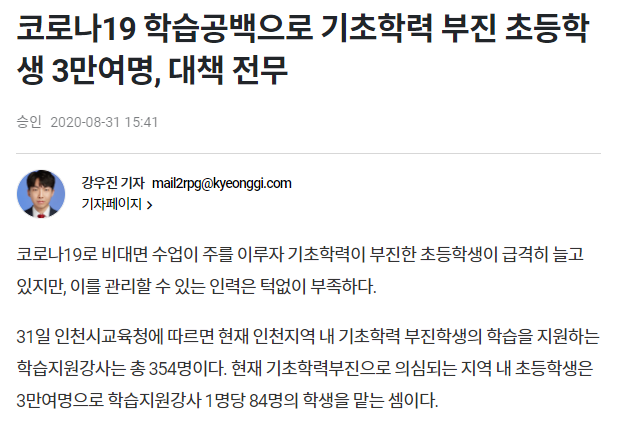 코로나19 학습공백으로 기초학력 부진 초등학
생 3만여명, 대책 전무
승인 2020-08-31 15:41
강우진 기자 mail2rpg@kyeonggi.com
기자페이지 >
코로나19로 비대면 수업이 주를 이루자 기초학력이 부진한 초등학생이 급격히 늘고
있지만, 이를 관리할 수 있는 인력은 턱없이 부족하다.
31일 인천시교육청에 따르면 현재 인천지역 내 기초학력 부진학생의 학습을 지원하는
학습지원강사는 총 354명이다. 현재 기초학력부진으로 의심되는 지역 내 초등학생은
3만여명으로 학습지원강사 1명당 84명의 학생을 맡는 셈이다.